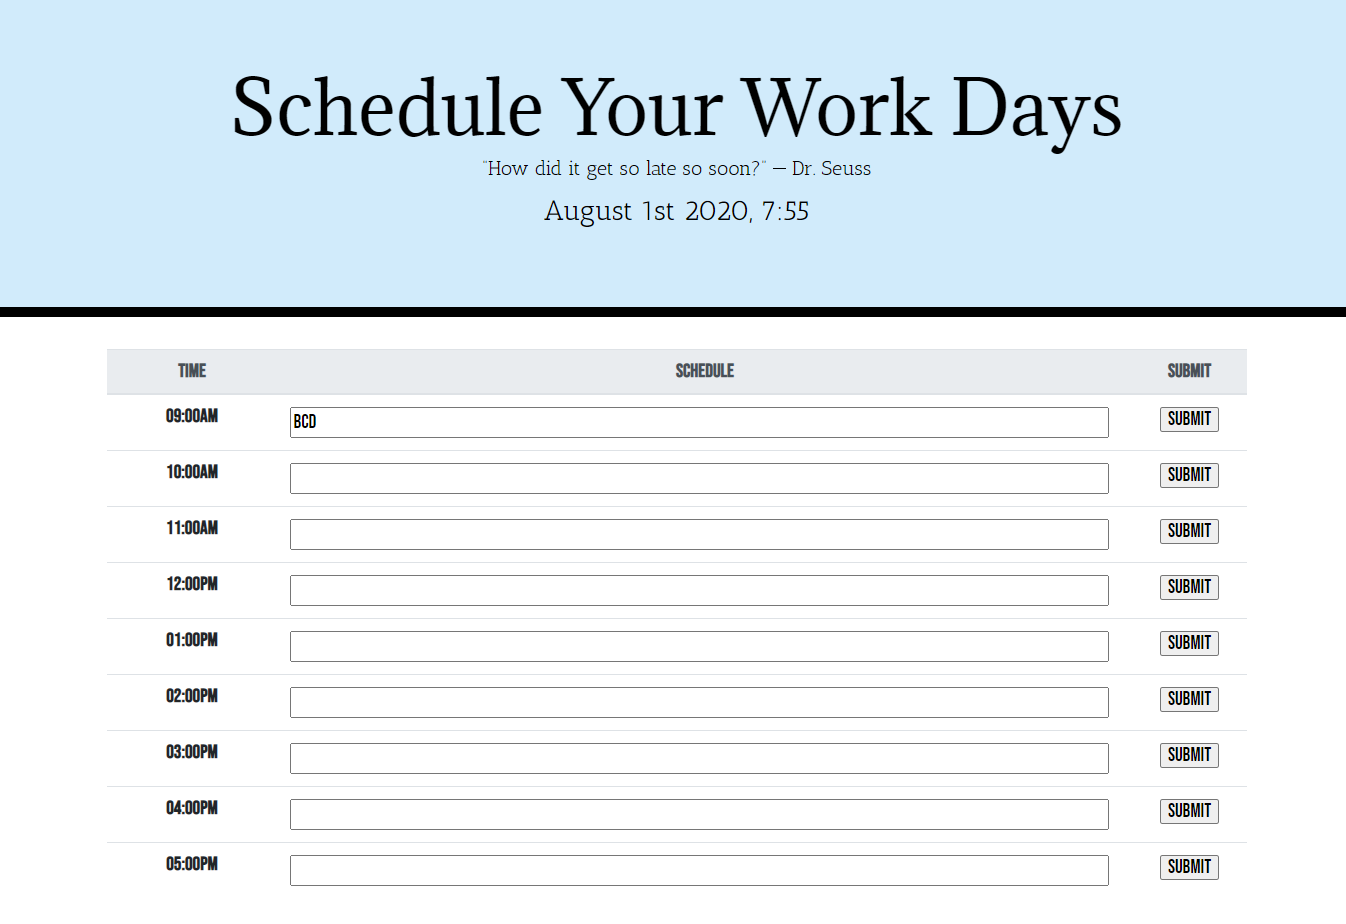 Schedule Your Work Days
"How did it get so late so soon?" — Dr. Seuss
August 1st 2020, 7:55
TIME SCHEDULE SUBMIT
09:00AM BCD SUBMIT
10:00AM SUBMIT
11:00AM SUBMIT
12:00PM SUBMIT
01:00PM SUBMIT
02:00PM SUBMIT
03:00PM SUBMIT
04:00PM SUBMIT
05:00PM SUBMIT